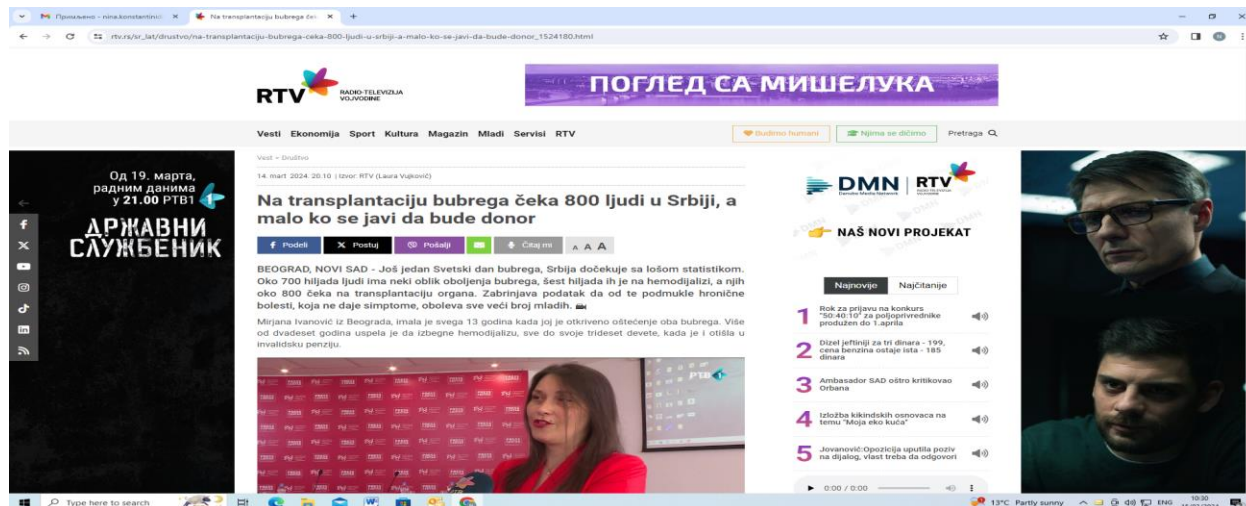 Na transplantaciju bubrega čel
rtv.rs/sr_lat/drustvo/na-transplantaciju-bubrega-ceka-800-ljudi-u-srbiji-a-malo-ko-se-javi-da-bude-donor_1524180.html
RTV
RADIO-TELEVIZIJA
VOJVODINE
ПОГЛЕД СА МИШЕЛУКА
Vesti Ekonomija Sport Kultura Magazin Mladi Servisi RTV
Budimo humani
Njima se dičimo
Pretraga
Од 19. марта,
радним данима
у 21.00 РТВ1
ДРЖАВНИ
СЛУЖБЕНИК
Vest - Društvo
14. mart 2024. 20:10 | Izvor: RTV (Laura Vujković)
Na transplantaciju bubrega čeka 800 ljudi u Srbiji, a
malo ko se javi da bude donor
Podeli
Postuj
Pošalji
Čitaj mi
A A A
BEOGRAD, NOVI SAD - Još jedan Svetski dan bubrega, Srbija dočekuje sa lošom statistikom.
Oko 700 hiljada ljudi ima neki oblik oboljenja bubrega, šest hiljada ih je na hemodijalizi, a njih
oko 800 čeka na transplantaciju organa. Zabrinjava podatak da od te podmukle hronične
bolesti, koja ne daje simptome, oboleva sve veći broj mladih.
Mirjana Ivanović iz Beograda, imala je svega 13 godina kada joj je otkriveno oštećenje oba bubrega. Više
od dvadeset godina uspela je da izbegne hemodijalizu, sve do svoje trideset devete, kada je i otišla u
invalidsku penziju.
РТВ
DMN RTV
NAŠ NOVI PROJEKAT
Najnovije
Najčitanije
1 Rok za prijavu na konkurs
"50:40:10" za poljoprivrednike
produžen do 1.aprila
2 Dizel jeftiniji za tri dinara - 199,
cena benzina ostaje ista - 185
dinara
3 Ambasador SAD oštro kritikovao
Orbana
4 Izložba kikindskih osnovaca na
temu "Moja eko kuća"
5 Jovanović:Opozicija uputila poziv
na dijalog, vlast treba da odgovori
0:00 / 0:00
Type here to search
13°C Partly sunny
ENG
10:30